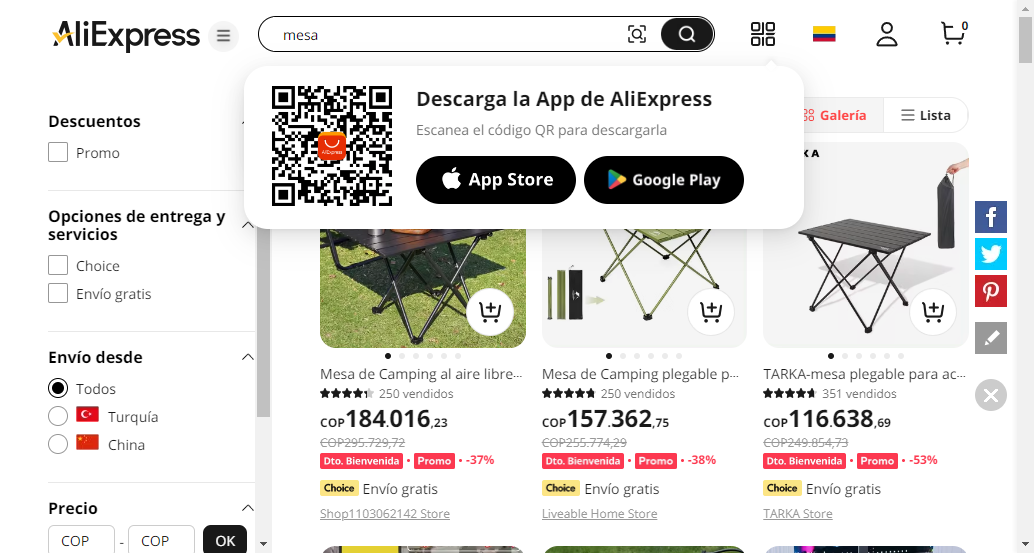 AliExpress
mesa
0
Descarga la App de AliExpress
Escanea el código QR para descargarla
App Store
Google Play
AliExpress
Galería
Lista
Descuentos
Promo
Opciones de entrega y
servicios
Choice
Envío gratis
Envío desde
Todos
Turquía
China
Precio
COP - COP OK
Mesa de Camping al aire libre...
250 vendidos
COP184.016,23
COP295.729,72
Dto. Bienvenida • Promo • -37%
Choice Envío gratis
Shop1103062142 Store
Mesa de Camping plegable p...
250 vendidos
COP157.362,75
COP255.774,29
Dto. Bienvenida • Promo • -38%
Choice Envío gratis
Liveable Home Store
TARKA-mesa plegable para ac...
351 vendidos
COP116.638,69
COP249.854,73
Dto. Bienvenida • Promo • -53%
Choice Envío gratis
TARKA Store